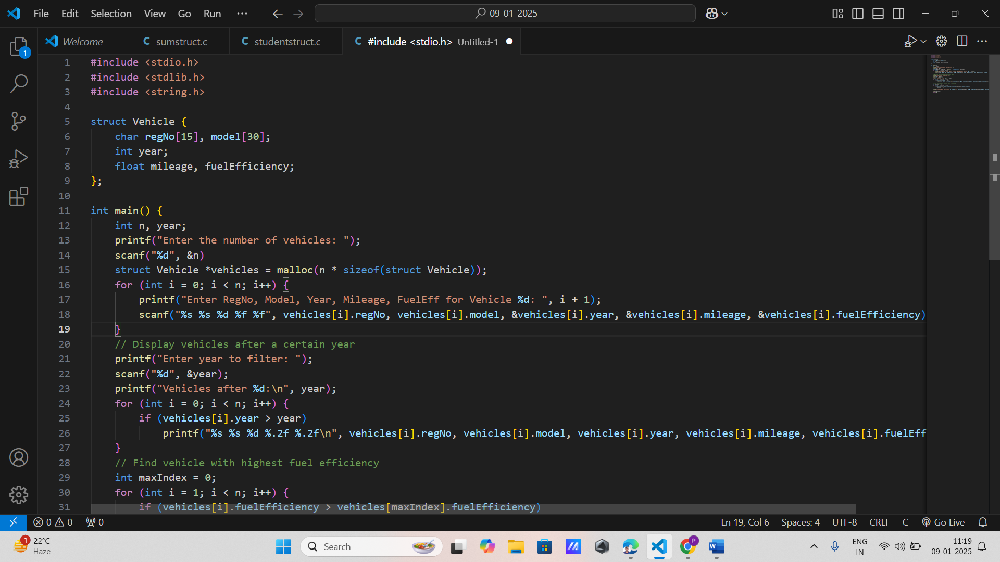 File Edit Selection View Go Run ··· 09-01-2025
Welcome sumstruct.c studentstruct.c #include <stdio.h> Untitled-1
1 #include <stdio.h>
2 #include <stdlib.h>
3 #include <string.h>
4
5 struct Vehicle {
6 char regNo[15], model[30];
7 int year;
8 float mileage, fuelEfficiency;
9 };
10
11 int main() {
12 int n, year;
13 printf("Enter the number of vehicles: ");
14 scanf("%d", &n)
15 struct Vehicle *vehicles = malloc(n * sizeof(struct Vehicle));
16 for (int i = 0; i < n; i++) {
17 printf("Enter RegNo, Model, Year, Mileage, FuelEff for Vehicle %d: ", i + 1);
18 scanf("%s %s %d %f %f", vehicles[i].regNo, vehicles[i].model, &vehicles[i].year, &vehicles[i].mileage, &vehicles[i].fuelEfficiency)
19 }
20 // Display vehicles after a certain year
21 printf("Enter year to filter: ");
22 scanf("%d", &year);
23 printf("Vehicles after %d:\n", year);
24 for (int i = 0; i < n; i++) {
25 if (vehicles[i].year > year)
26 printf("%s %s %d %.2f %.2f\n", vehicles[i].regNo, vehicles[i].model, vehicles[i].year, vehicles[i].mileage, vehicles[i].fuelEff
27 }
28 // Find vehicle with highest fuel efficiency
29 int maxIndex = 0;
30 for (int i = 1; i < n; i++) {
31 if (vehicles[i].fuelEfficiency > vehicles[maxIndex].fuelEfficiency)
1
0 0 0 Ln 19, Col 6 Spaces: 4 UTF-8 CRLF C Go Live
1 22°C Search P ENG 11:19
Haze IN 09-01-2025